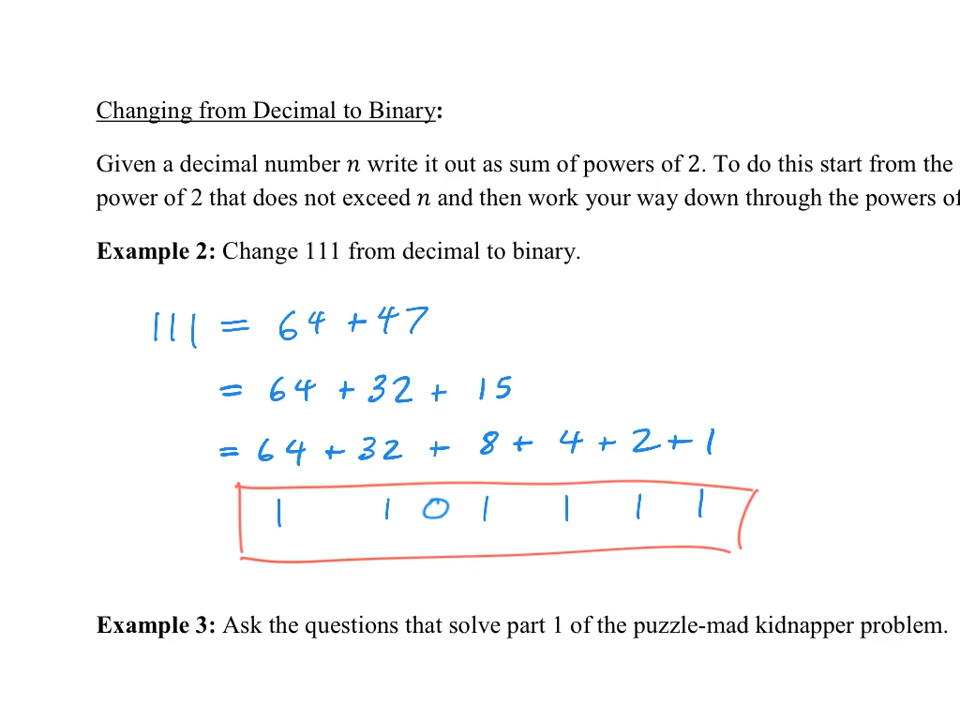 Changing from Decimal to Binary:
Given a decimal number n write it out as sum of powers of 2. To do this start from the
power of 2 that does not exceed n and then work your way down through the powers of
Example 2: Change 111 from decimal to binary.
111 = 64 + 47
= 64 + 32 + 15
= 64 + 32 + 8 + 4 + 2 + 1
1 1 0 1 1 1 1
Example 3: Ask the questions that solve part 1 of the puzzle-mad kidnapper problem.